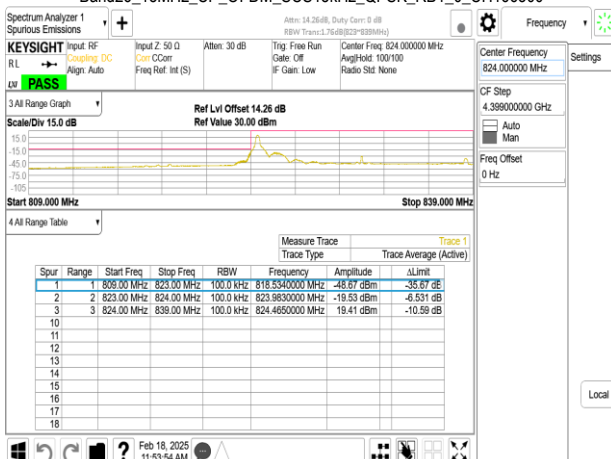 Spectrum Analyzer 1
Spurious Emissions
Attn: 14.26dB, Duty Corr: 0 dB
RBW Tranc:1.76dB(823~839MHz)
Frequency
Settings
KEYSIGHT
RL
LXI
PASS
Input: RF
Coupling: DC
Align: Auto
Input Z: 50 Ω
Corr CCorr
Freq Ref: Int (S)
Atten: 30 dB
Trig: Free Run
Gate: Off
IF Gain: Low
Center Freq: 824.000000 MHz
Avg|Hold: 100/100
Radio Std: None
Center Frequency
824.000000 MHz
CF Step
4.399000000 GHz
Auto
Man
Freq Offset
0 Hz
3 All Range Graph
Scale/Div 15.0 dB
Ref Lvl Offset 14.26 dB
Ref Value 30.00 dBm
15.0
-15.0
-45.0
-75.0
-105
Start 809.000 MHz
Stop 839.000 MHz
4 All Range Table
Measure Trace Trace 1
Trace Type Trace Average (Active)
Spur Range Start Freq Stop Freq RBW Frequency Amplitude ΔLimit
1 1 809.00 MHz 823.00 MHz 100.0 kHz 818.5340000 MHz -48.67 dBm -35.67 dB
2 2 823.00 MHz 824.00 MHz 100.0 kHz 823.9830000 MHz -19.53 dBm -6.531 dB
3 3 824.00 MHz 839.00 MHz 100.0 kHz 824.4650000 MHz 19.41 dBm -10.59 dB
10
11
12
13
14
15
16
17
18
Local
?
Feb 18, 2025
11:53:54 AM